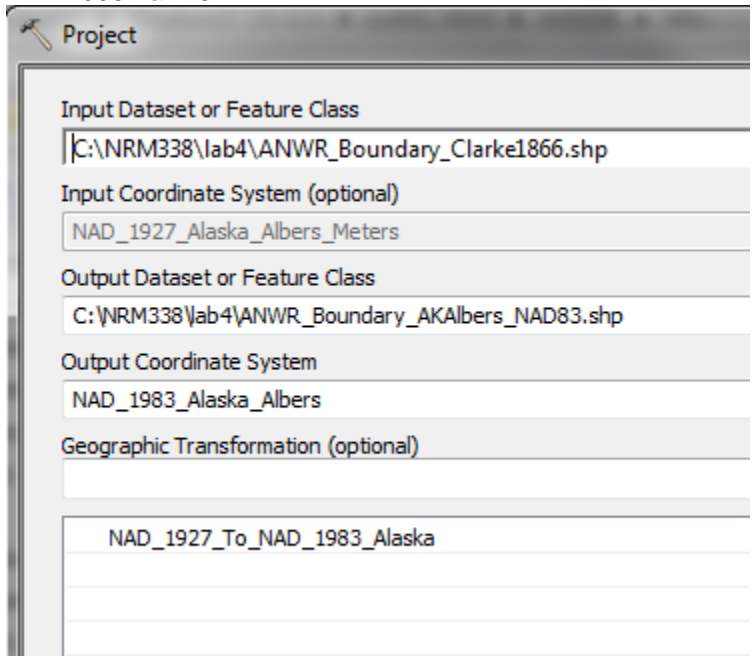 Project
Input Dataset or Feature Class
C:\NRM338\lab4\ANWR_Boundary_Clarke1866.shp
Input Coordinate System (optional)
NAD_1927_Alaska_Albers_Meters
Output Dataset or Feature Class
C:\NRM338\lab4\ANWR_Boundary_AKAlbers_NAD83.shp
Output Coordinate System
NAD_1983_Alaska_Albers
Geographic Transformation (optional)
NAD_1927_To_NAD_1983_Alaska